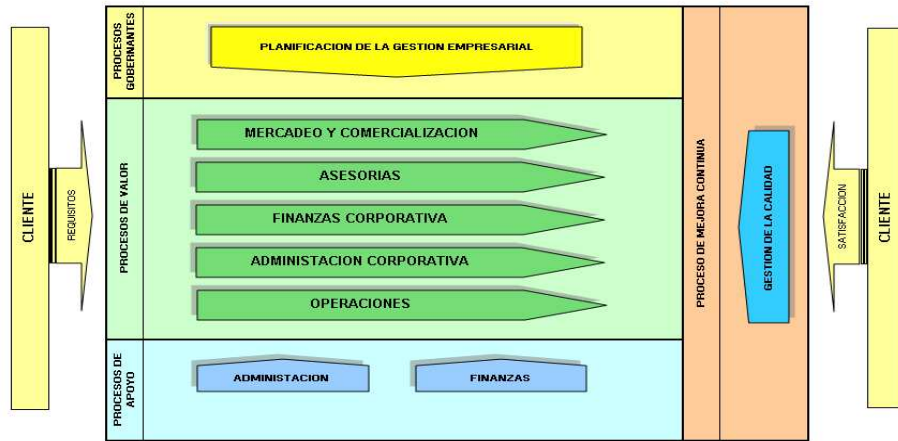 CLIENTE
REQUISITOS
PROCESOS
GOBERNANTES
PLANIFICACION DE LA GESTION EMPRESARIAL
PROCESOS DE VALOR
MERCADEO Y COMERCIALIZACION
ASESORIAS
FINANZAS CORPORATIVA
ADMINISTACION CORPORATIVA
OPERACIONES
PROCESOS DE
APOYO
ADMINISTACION
FINANZAS
PROCESO DE MEJORA CONTINUA
GESTION DE LA CALIDAD
SATISFACCION
CLIENTE